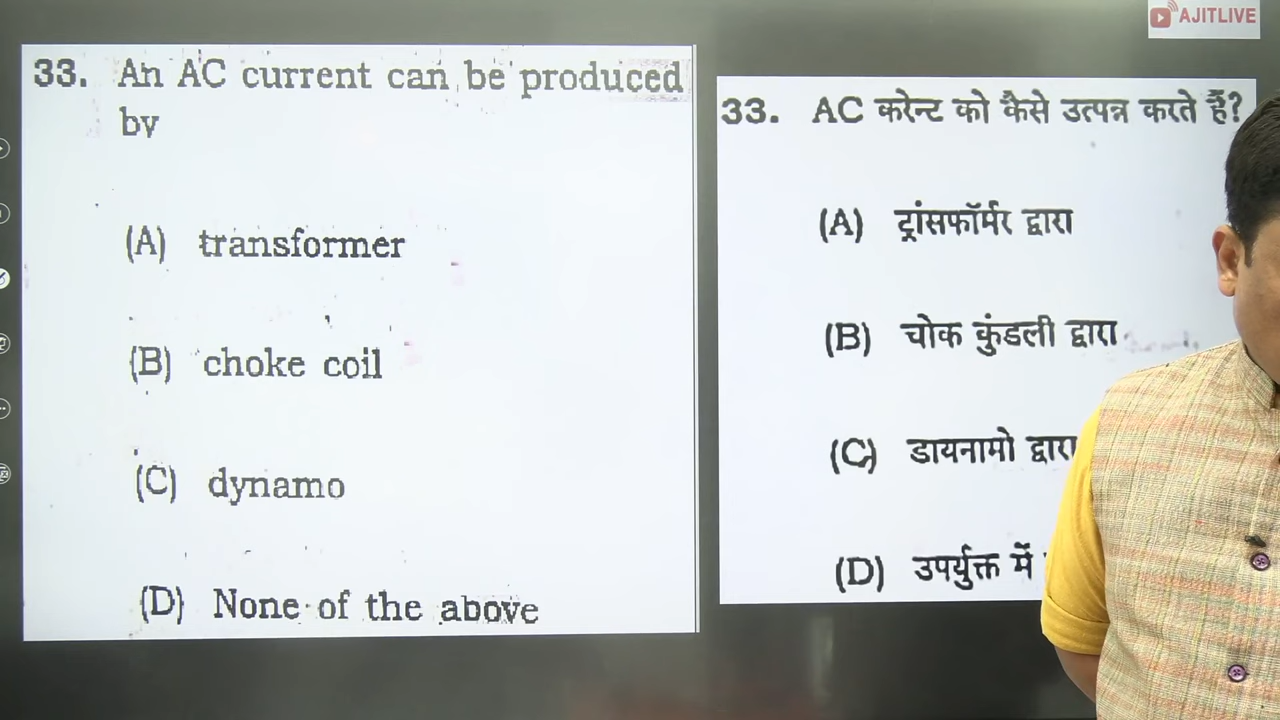 AJITLIVE
33. An AC current can be produced
by
(A) transformer
(B) choke coil
(C) dynamo
(D) None of the above
33. AC करेन्ट को कैसे उत्पन्न करते हैं?
(A) ट्रांसफॉर्मर द्वारा
(B) चोक कुंडली द्वारा
(C) डायनामो द्वारा
(D) उपर्युक्त में